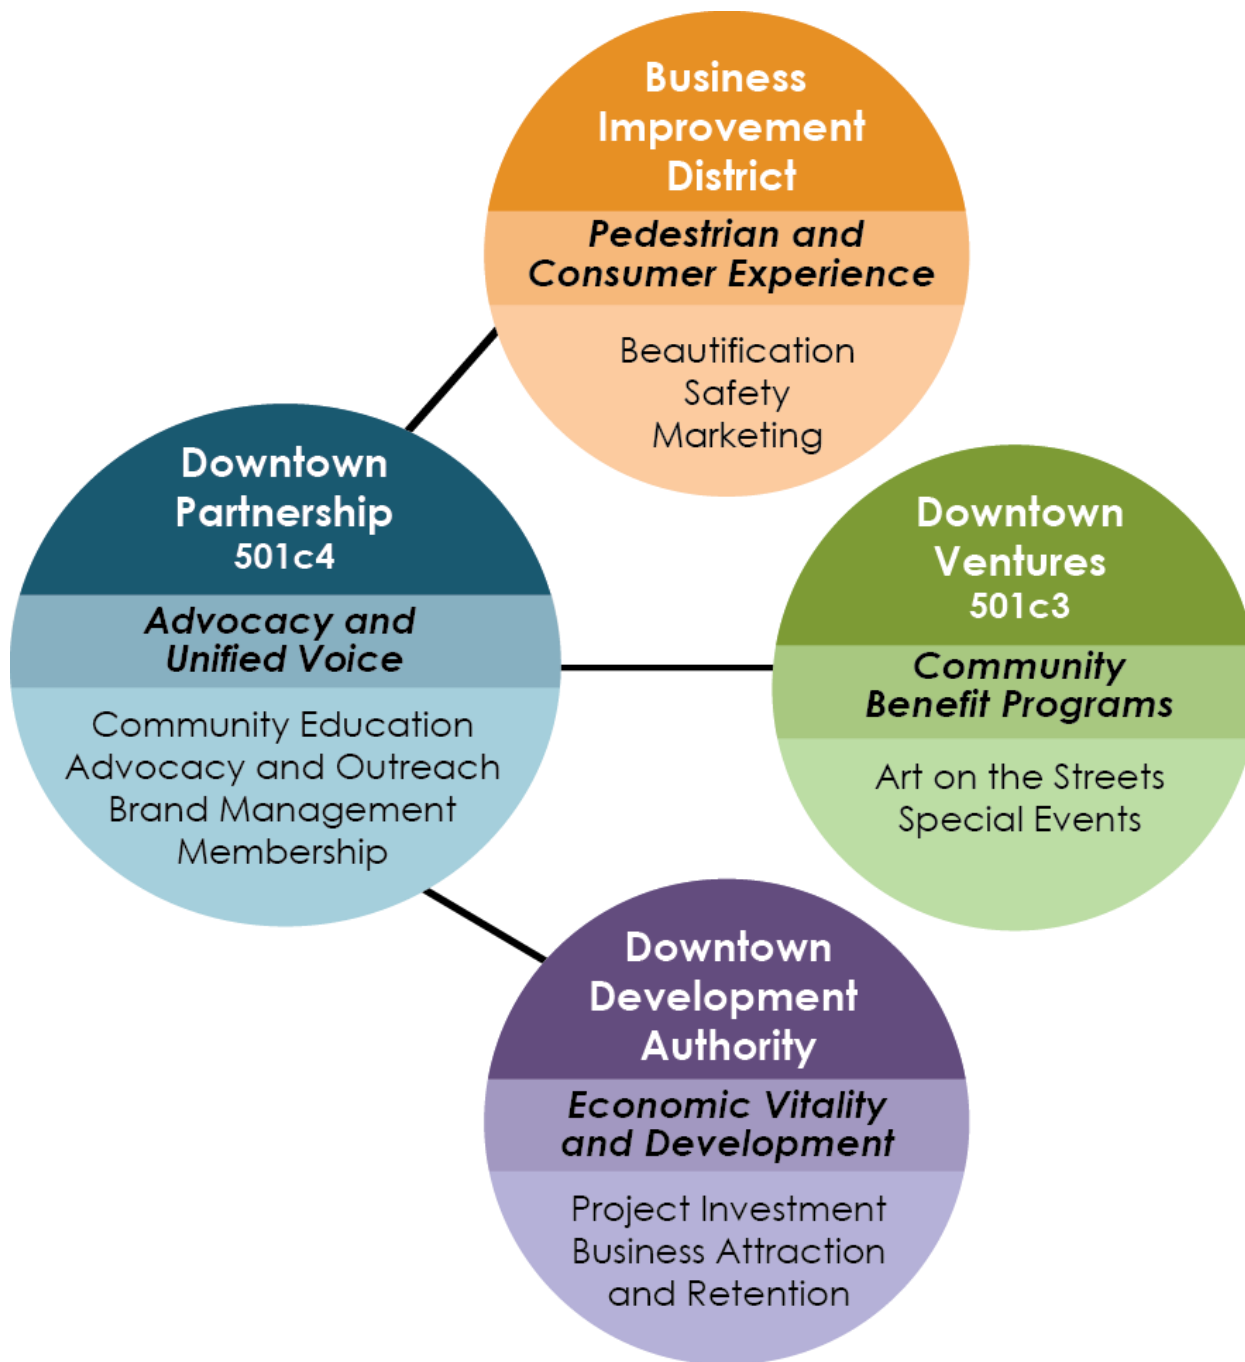 Business
Improvement
District
Pedestrian and
Consumer Experience
Beautification
Safety
Marketing
Downtown
Partnership
501c4
Advocacy and
Unified Voice
Community Education
Advocacy and Outreach
Brand Management
Membership
Downtown
Ventures
501c3
Community
Benefit Programs
Art on the Streets
Special Events
Downtown
Development
Authority
Economic Vitality
and Development
Project Investment
Business Attraction
and Retention